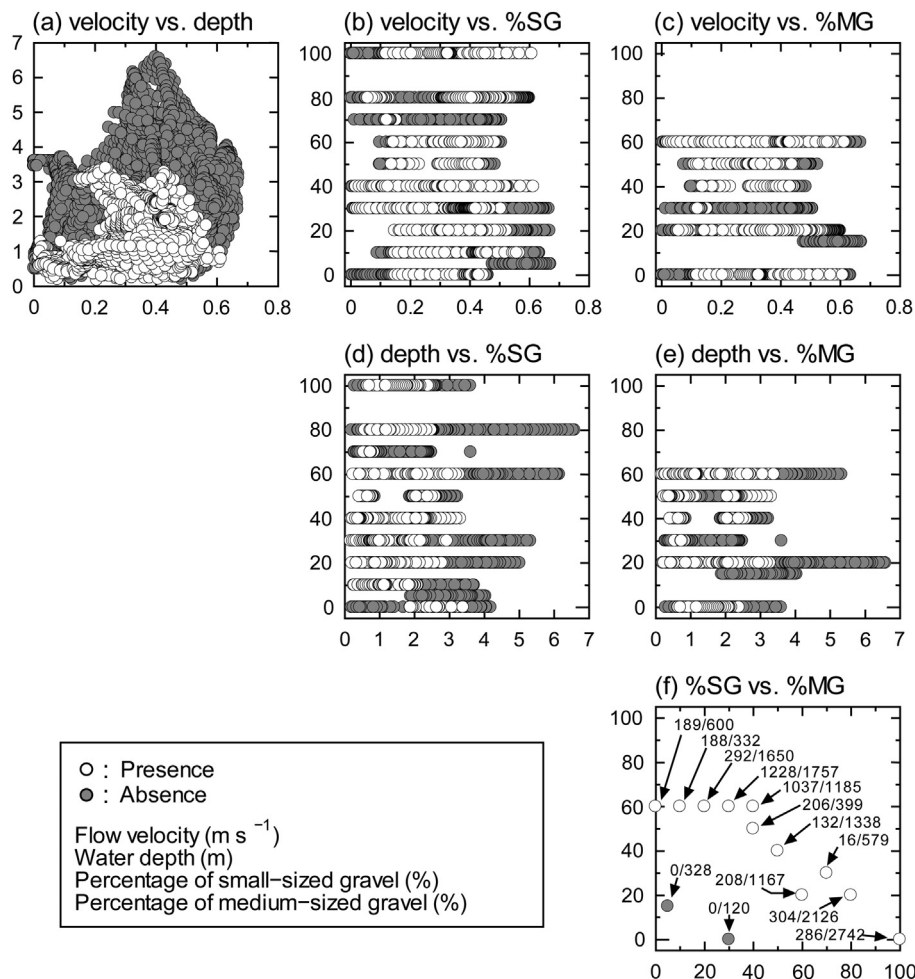 (a) velocity vs. depth
(b) velocity vs. %SG
(c) velocity vs. %MG
7
6
5
4
3
2
1
0
0 0.2 0.4 0.6 0.8
100
80
60
40
20
0
0 0.2 0.4 0.6 0.8
100
80
60
40
20
0
0 0.2 0.4 0.6 0.8
(d) depth vs. %SG
(e) depth vs. %MG
100
80
60
40
20
0
0 1 2 3 4 5 6 7
100
80
60
40
20
0
0 1 2 3 4 5 6 7
(f) %SG vs. %MG
100
80
60
40
20
0
189/600
188/332
292/1650
1228/1757
1037/1185
206/399
132/1338
16/579
0/328
208/1167
0/120
304/2126
286/2742
0 20 40 60 80 100
: Presence
: Absence
Flow velocity (m s −1)
Water depth (m)
Percentage of small−sized gravel (%)
Percentage of medium−sized gravel (%)